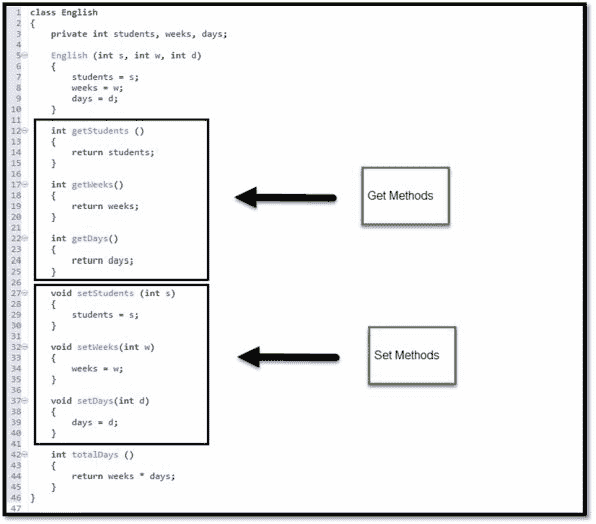 1 class English
2 {
3 private int students, weeks, days;
4
5 English (int s, int w, int d)
6 {
7 students = s;
8 weeks = w;
9 days = d;
10 }
11
12 int getStudents ()
13 {
14 return students;
15 }
16
17 int getWeeks()
18 {
19 return weeks;
20 }
21
22 int getDays()
23 {
24 return days;
25 }
26
27 void setStudents (int s)
28 {
29 students = s;
30 }
31
32 void setWeeks(int w)
33 {
34 weeks = w;
35 }
36
37 void setDays(int d)
38 {
39 days = d;
40 }
41
42 int totalDays ()
43 {
44 return weeks * days;
45 }
46 }
47
Get Methods
Set Methods